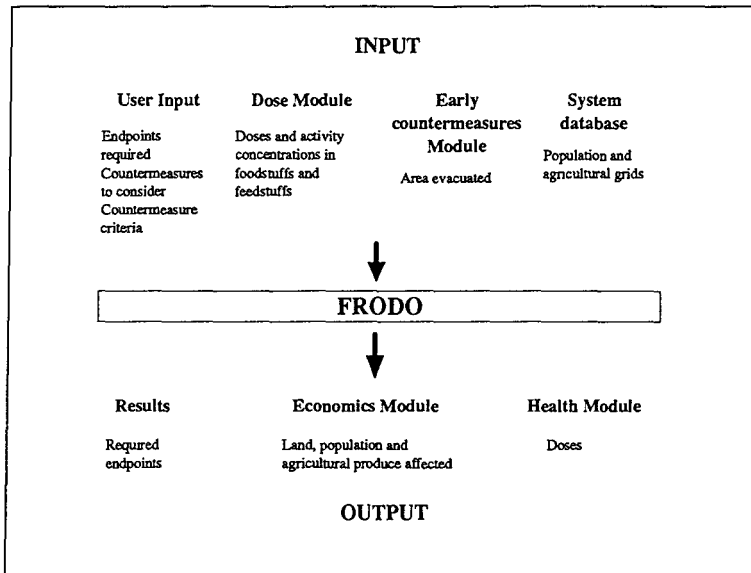 INPUT
User Input
Endpoints
required
Countermeasures
to consider
Countermeasure
criteria
Dose Module
Doses and activity
concentrations in
foodstuffs and
feedstuffs
Early
countermeasures
Module
Area evacuated
System
database
Population and
agricultural grids
FRODO
Results
Required
endpoints
Economics Module
Land, population and
agricultural produce affected
Health Module
Doses
OUTPUT